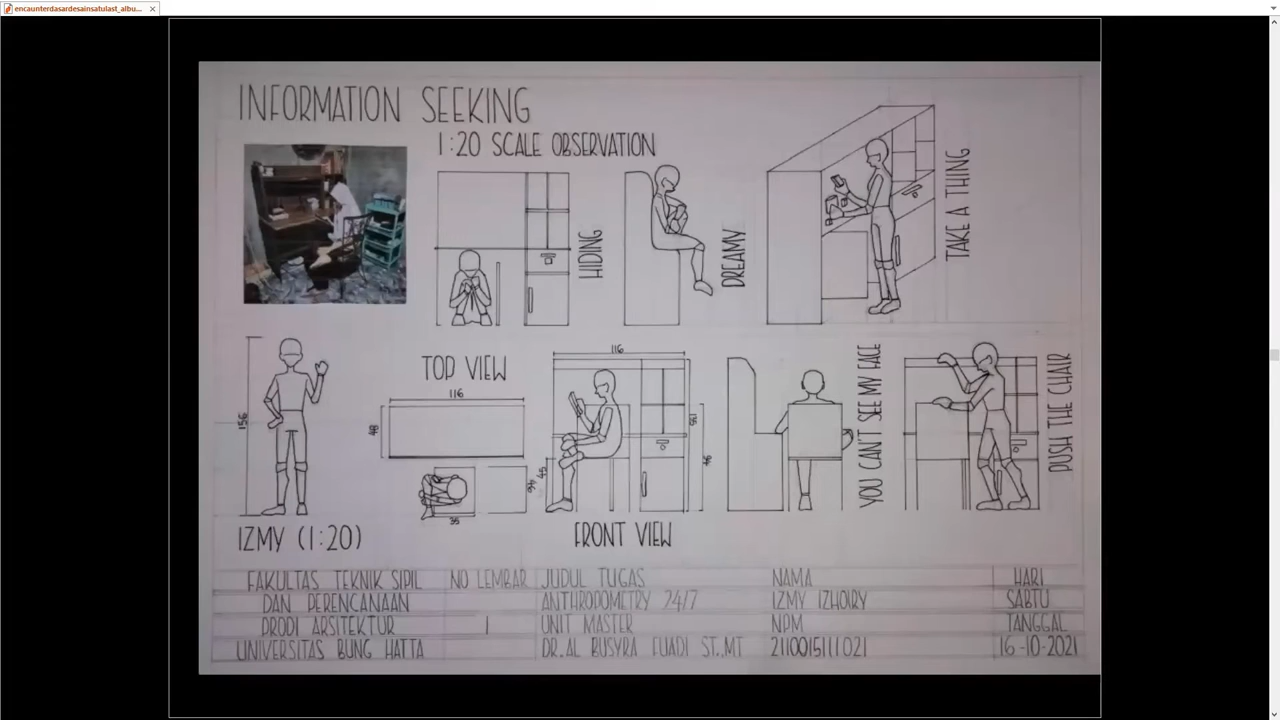 encaunterdasardesainsatulast_albu...
INFORMATION SEEKING
1:20 SCALE OBSERVATION
HIDING
DREAMY
TAKE A THING
156
IZMY (1:20)
TOP VIEW
116
48
46
35
116
155
94
45
FRONT VIEW
YOU CAN'T SEE MY FACE
PUSH THE CHAIR
FAKULTAS TEKNIK SIPIL
DAN PERENCANAAN
PRODI ARSITEKTUR
UNIVERSITAS BUNG HATTA
NO LEMBAR
1
JUDUL TUGAS
ANTHROPOMETRY 24/7
UNIT MASTER
DR. AL BUSYRA FUADI ST.,MT
NAMA
IZMY IZHOIRY
NPM
2110015111021
HARI
SABTU
TANGGAL
16-10-2021